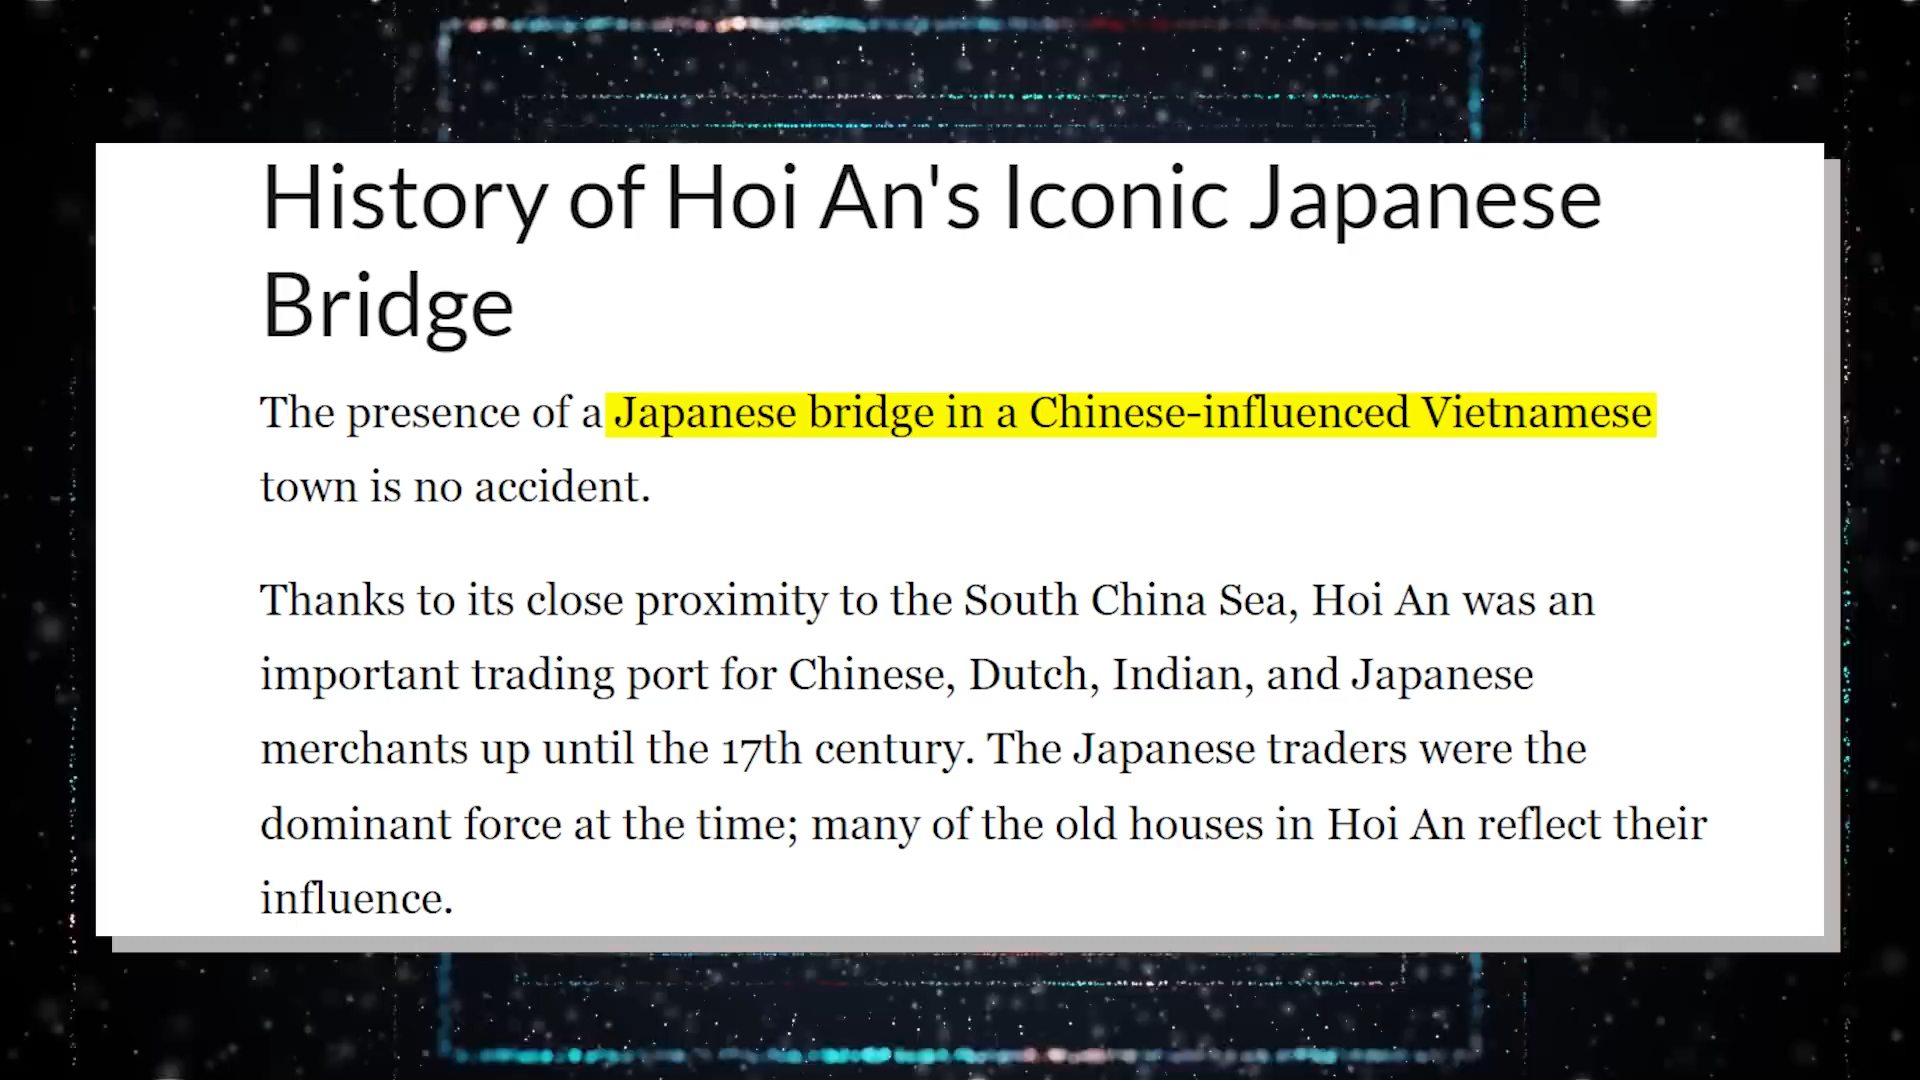 History of Hoi An's Iconic Japanese
Bridge
The presence of a Japanese bridge in a Chinese-influenced Vietnamese
town is no accident.
Thanks to its close proximity to the South China Sea, Hoi An was an
important trading port for Chinese, Dutch, Indian, and Japanese
merchants up until the 17th century. The Japanese traders were the
dominant force at the time; many of the old houses in Hoi An reflect their
influence.